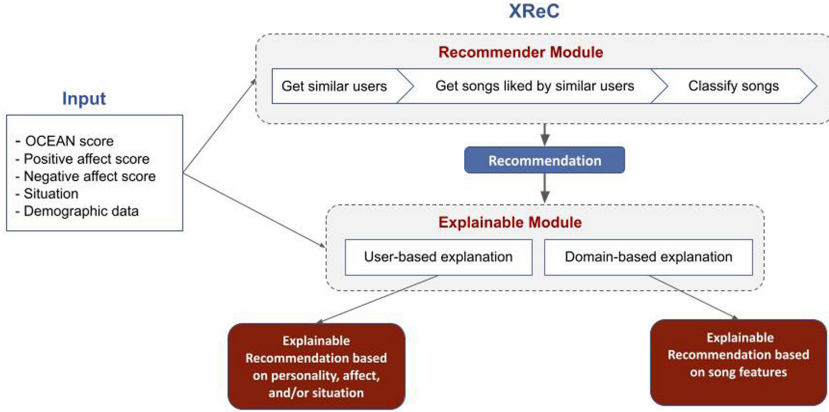 XReC
Recommender Module
Get similar users
Get songs liked by similar users
Classify songs
Input
- OCEAN score
- Positive affect score
- Negative affect score
- Situation
- Demographic data
Recommendation
Explainable Module
User-based explanation
Domain-based explanation
Explainable
Recommendation based
on personality, affect,
and/or situation
Explainable
Recommendation based
on song features